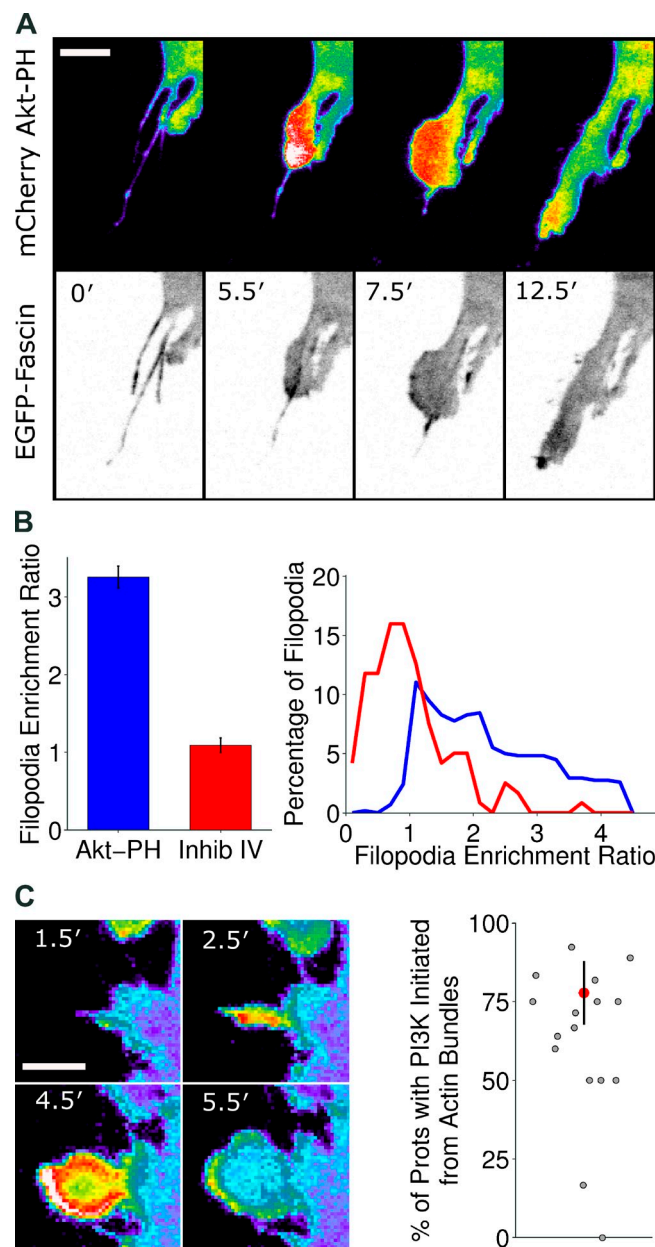 A
mCherry Akt-PH
EGFP-Fascin
0′
5.5′
7.5′
12.5′
B
Filopodia Enrichment Ratio
3
2
1
0
Akt–PH
Inhib IV
Percentage of Filopodia
20
15
10
5
0
0
1
2
3
4
Filopodia Enrichment Ratio
C
1.5′
2.5′
4.5′
5.5′
% of Prots with PI3K Initiated
from Actin Bundles
100
75
50
25
0